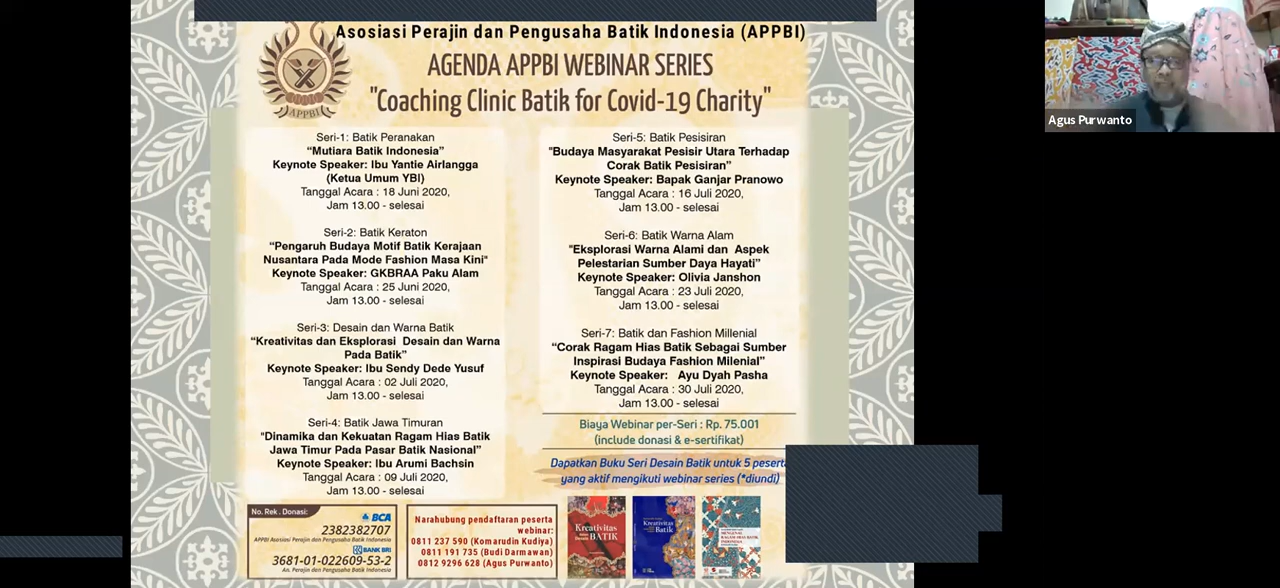 Asosiasi Perajin dan Pengusaha Batik Indonesia (APPBI)
AGENDA APPBI WEBINAR SERIES
"Coaching Clinic Batik for Covid-19 Charity"
APPBI
Seri-1: Batik Peranakan
“Mutiara Batik Indonesia”
Keynote Speaker: Ibu Yantie Airlangga
(Ketua Umum YBI)
Tanggal Acara : 18 Juni 2020,
Jam 13.00 - selesai
Seri-2: Batik Keraton
“Pengaruh Budaya Motif Batik Kerajaan
Nusantara Pada Mode Fashion Masa Kini"
Keynote Speaker: GKBRAA Paku Alam
Tanggal Acara : 25 Juni 2020,
Jam 13.00 - selesai
Seri-3: Desain dan Warna Batik
“Kreativitas dan Eksplorasi Desain dan Warna
Pada Batik”
Keynote Speaker: Ibu Sendy Dede Yusuf
Tanggal Acara : 02 Juli 2020,
Jam 13.00 - selesai
Seri-4: Batik Jawa Timuran
"Dinamika dan Kekuatan Ragam Hias Batik
Jawa Timur Pada Pasar Batik Nasional”
Keynote Speaker: Ibu Arumi Bachsin
Tanggal Acara : 09 Juli 2020,
Jam 13.00 - selesai
Seri-5: Batik Pesisiran
"Budaya Masyarakat Pesisir Utara Terhadap
Corak Batik Pesisiran”
Keynote Speaker: Bapak Ganjar Pranowo
Tanggal Acara : 16 Juli 2020,
Jam 13.00 - selesai
Seri-6: Batik Warna Alam
"Eksplorasi Warna Alami dan Aspek
Pelestarian Sumber Daya Hayati”
Keynote Speaker: Olivia Janshon
Tanggal Acara : 23 Juli 2020,
Jam 13.00 - selesai
Seri-7: Batik dan Fashion Millenial
“Corak Ragam Hias Batik Sebagai Sumber
Inspirasi Budaya Fashion Milenial”
Keynote Speaker: Ayu Dyah Pasha
Tanggal Acara : 30 Juli 2020,
Jam 13.00 - selesai
Biaya Webinar per-Seri : Rp. 75.001
(include donasi & e-sertifikat)
Dapatkan Buku Seri Desain Batik untuk 5 peserta
yang aktif mengikuti webinar series (*diundi)
No. Rek. Donasi:
BCA
2382382707
APPBI Asosiasi Perajin dan Pengusaha Batik Indonesia
BANK BRI
3681-01-022609-53-2
An. Perajin dan Pengusaha Batik Indonesia
Narahubung pendaftaran peserta
webinar:
0811 237 590 (Komarudin Kudiya)
0811 191 735 (Budi Darmawan)
0812 9296 628 (Agus Purwanto)
Kreativitas
BATIK
Kreativitas
Batik
Agus Purwanto